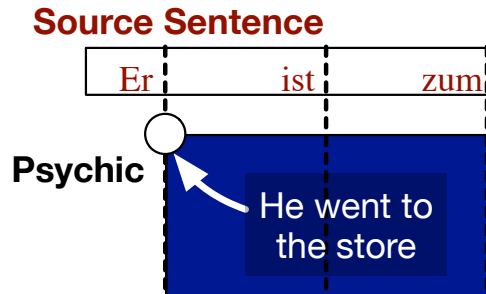 Source Sentence
Er ist zum
Psychic
He went to
the store